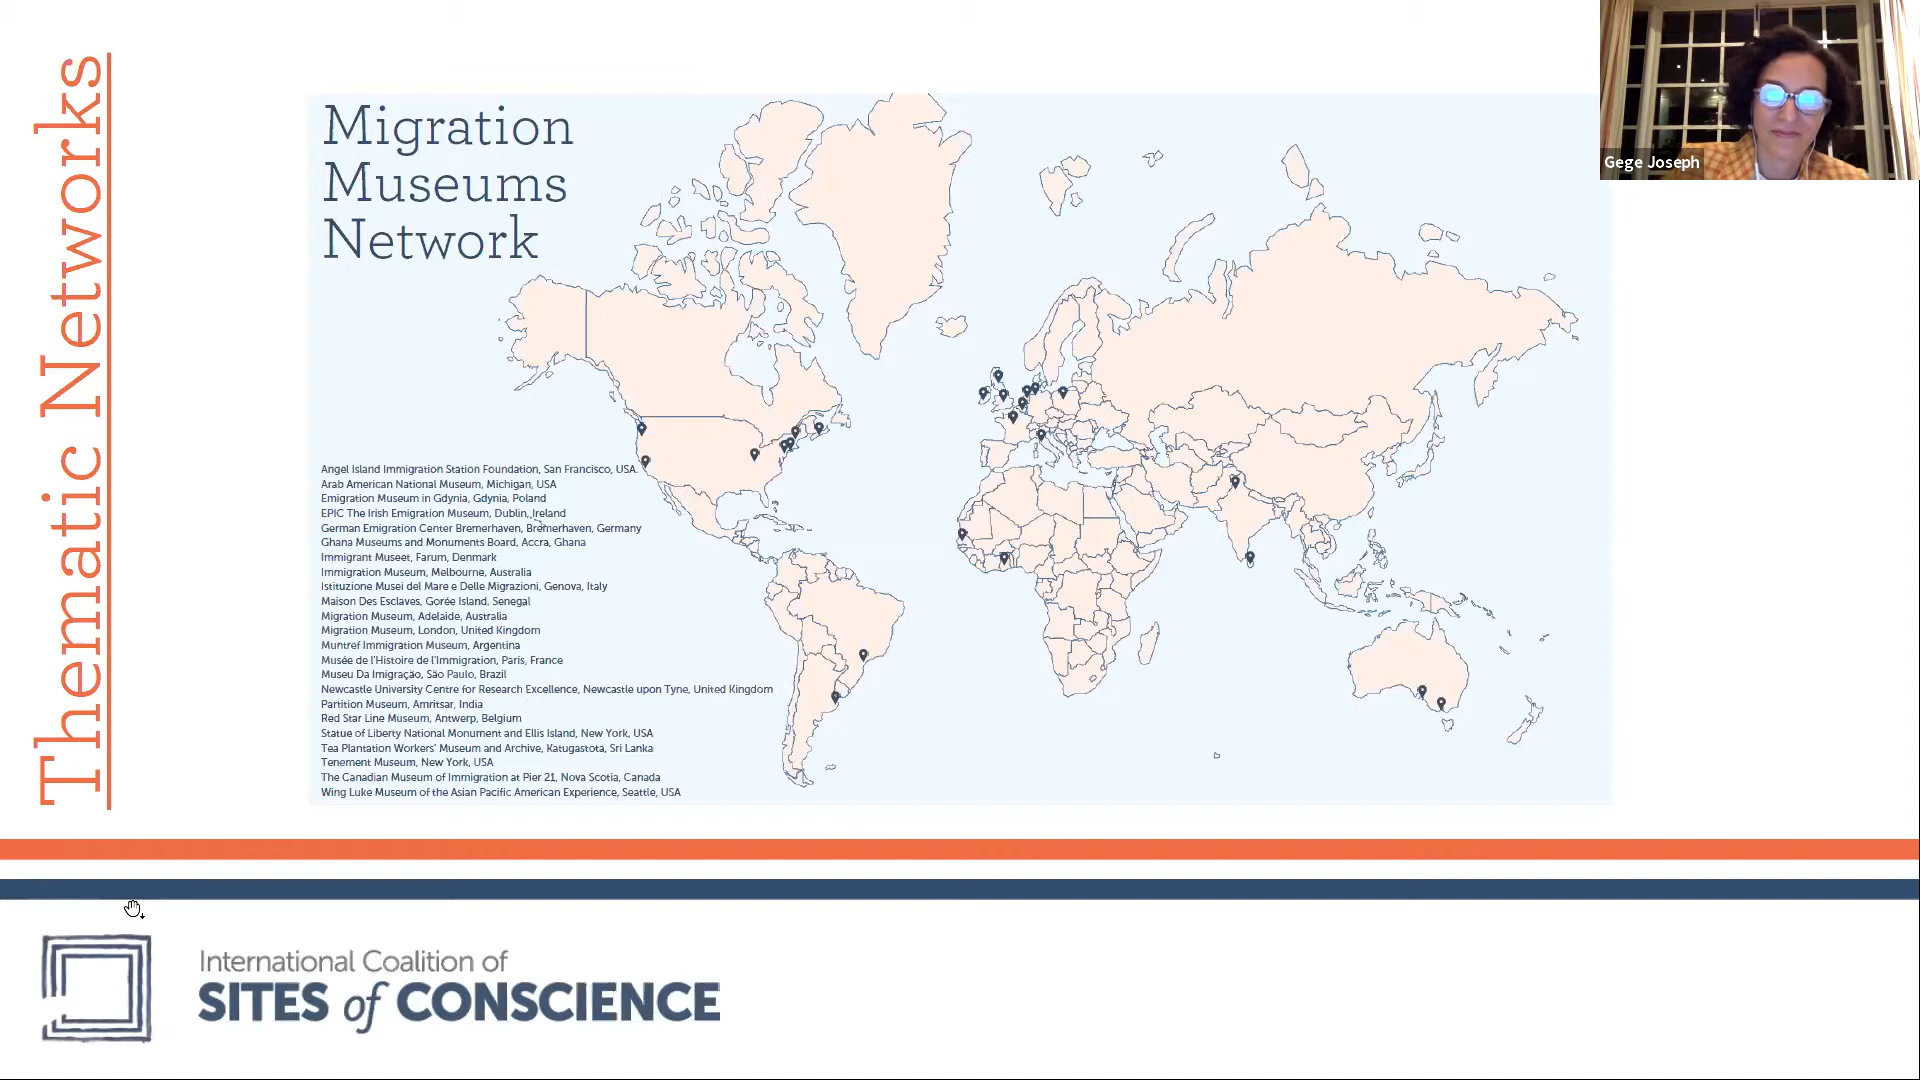 Thematic Networks
Migration
Museums
Network
Angel Island Immigration Station Foundation, San Francisco, USA.
Arab American National Museum, Michigan, USA
Emigration Museum in Gdynia, Gdynia, Poland
EPIC The Irish Emigration Museum, Dublin, Ireland
German Emigration Center Bremerhaven, Bremerhaven, Germany
Ghana Museums and Monuments Board, Accra, Ghana
Immigrant Museet, Farum, Denmark
Immigration Museum, Melbourne, Australia
Istituzione Musei del Mare e Delle Migrazioni, Genova, Italy
Maison Des Esclaves, Gorée Island, Senegal
Migration Museum, Adelaide, Australia
Migration Museum, London, United Kingdom
Muntref Immigration Museum, Argentina
Musée de l'Histoire de l'Immigration, Paris, France
Museu Da Imigração, São Paulo, Brazil
Newcastle University Centre for Research Excellence, Newcastle upon Tyne, United Kingdom
Partition Museum, Amritsar, India
Red Star Line Museum, Antwerp, Belgium
Statue of Liberty National Monument and Ellis Island, New York, USA
Tea Plantation Workers' Museum and Archive, Katugastota, Sri Lanka
Tenement Museum, New York, USA
The Canadian Museum of Immigration at Pier 21, Nova Scotia, Canada
Wing Luke Museum of the Asian Pacific American Experience, Seattle, USA
Gege Joseph
International Coalition of
SITES of CONSCIENCE